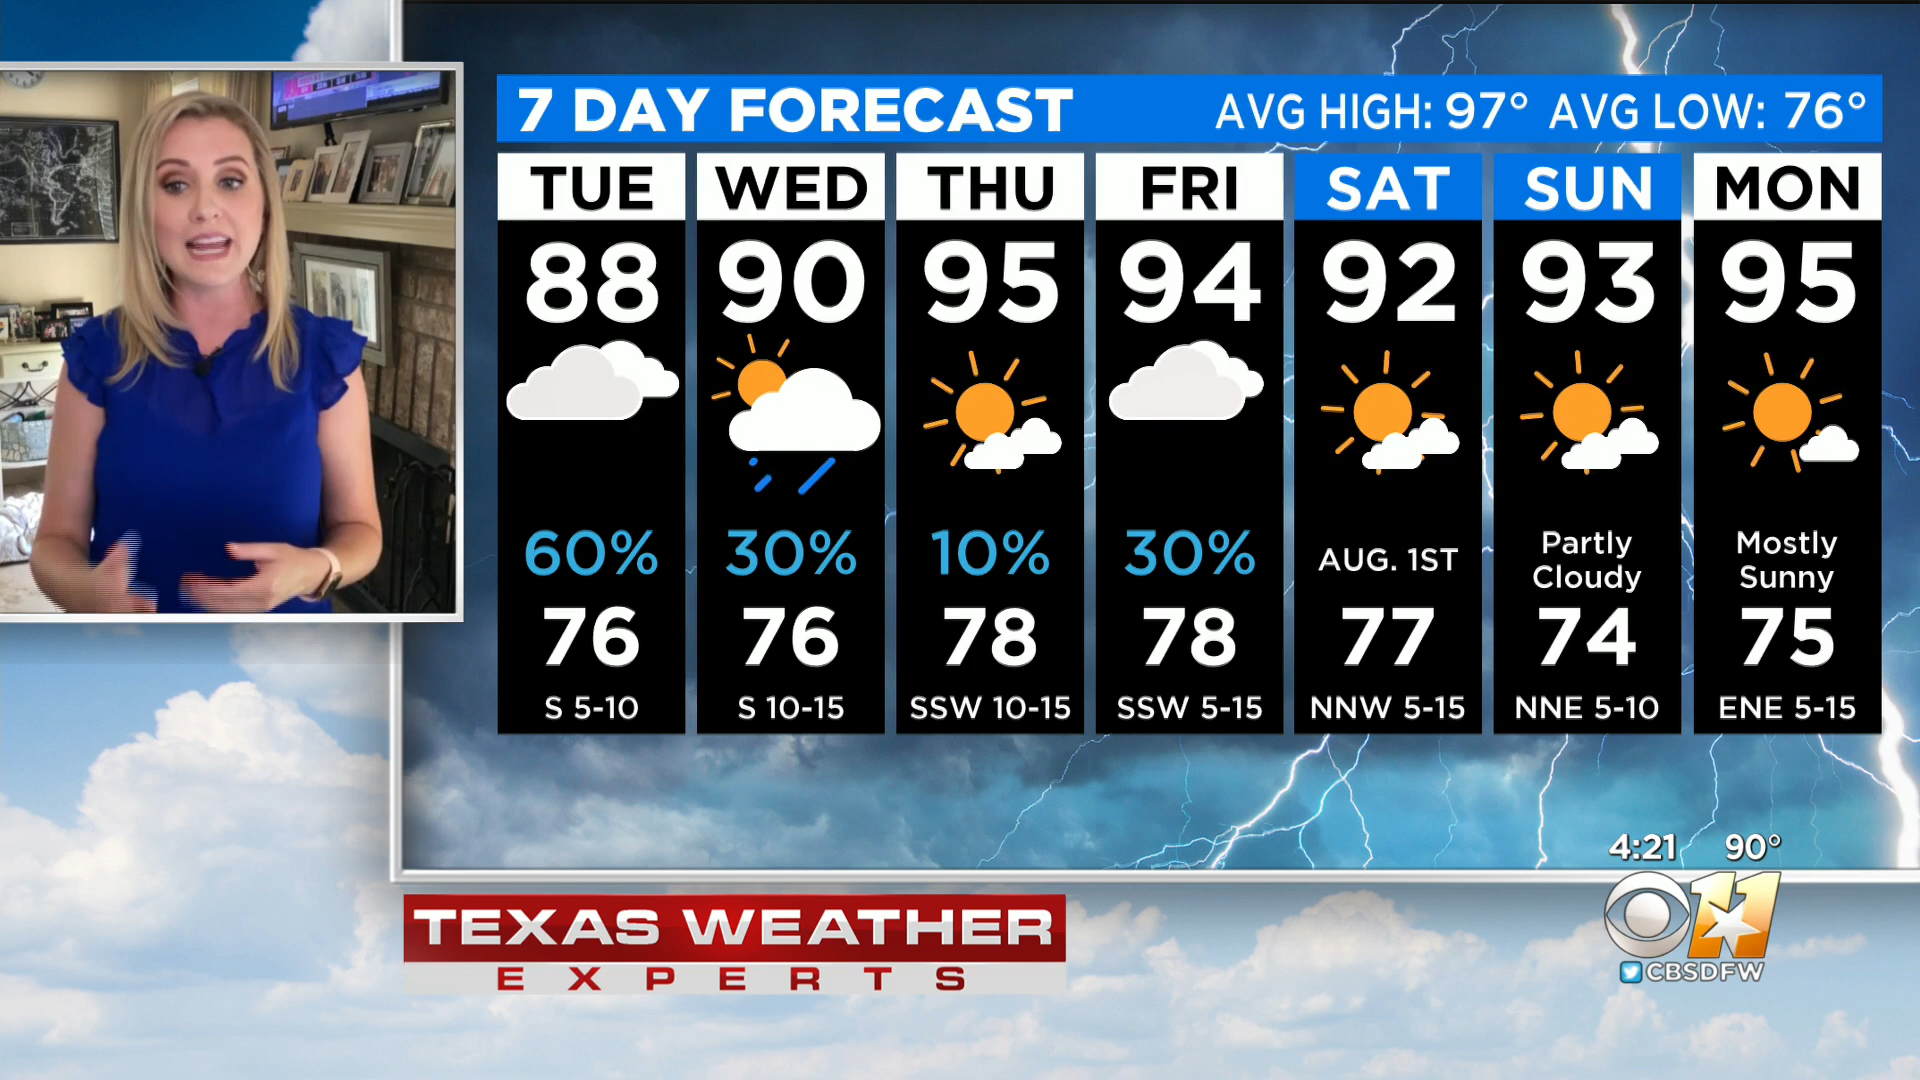 7 DAY FORECAST AVG HIGH: 97° AVG LOW: 76°
TUE WED THU FRI SAT SUN MON
88 90 95 94 92 93 95
60% 30% 10% 30% AUG. 1ST Partly Cloudy Mostly Sunny
76 76 78 78 77 74 75
S 5-10 S 10-15 SSW 10-15 SSW 5-15 NNW 5-15 NNE 5-10 ENE 5-15
4:21 90°
11
TEXAS WEATHER
EXPERTS
CBSDFW